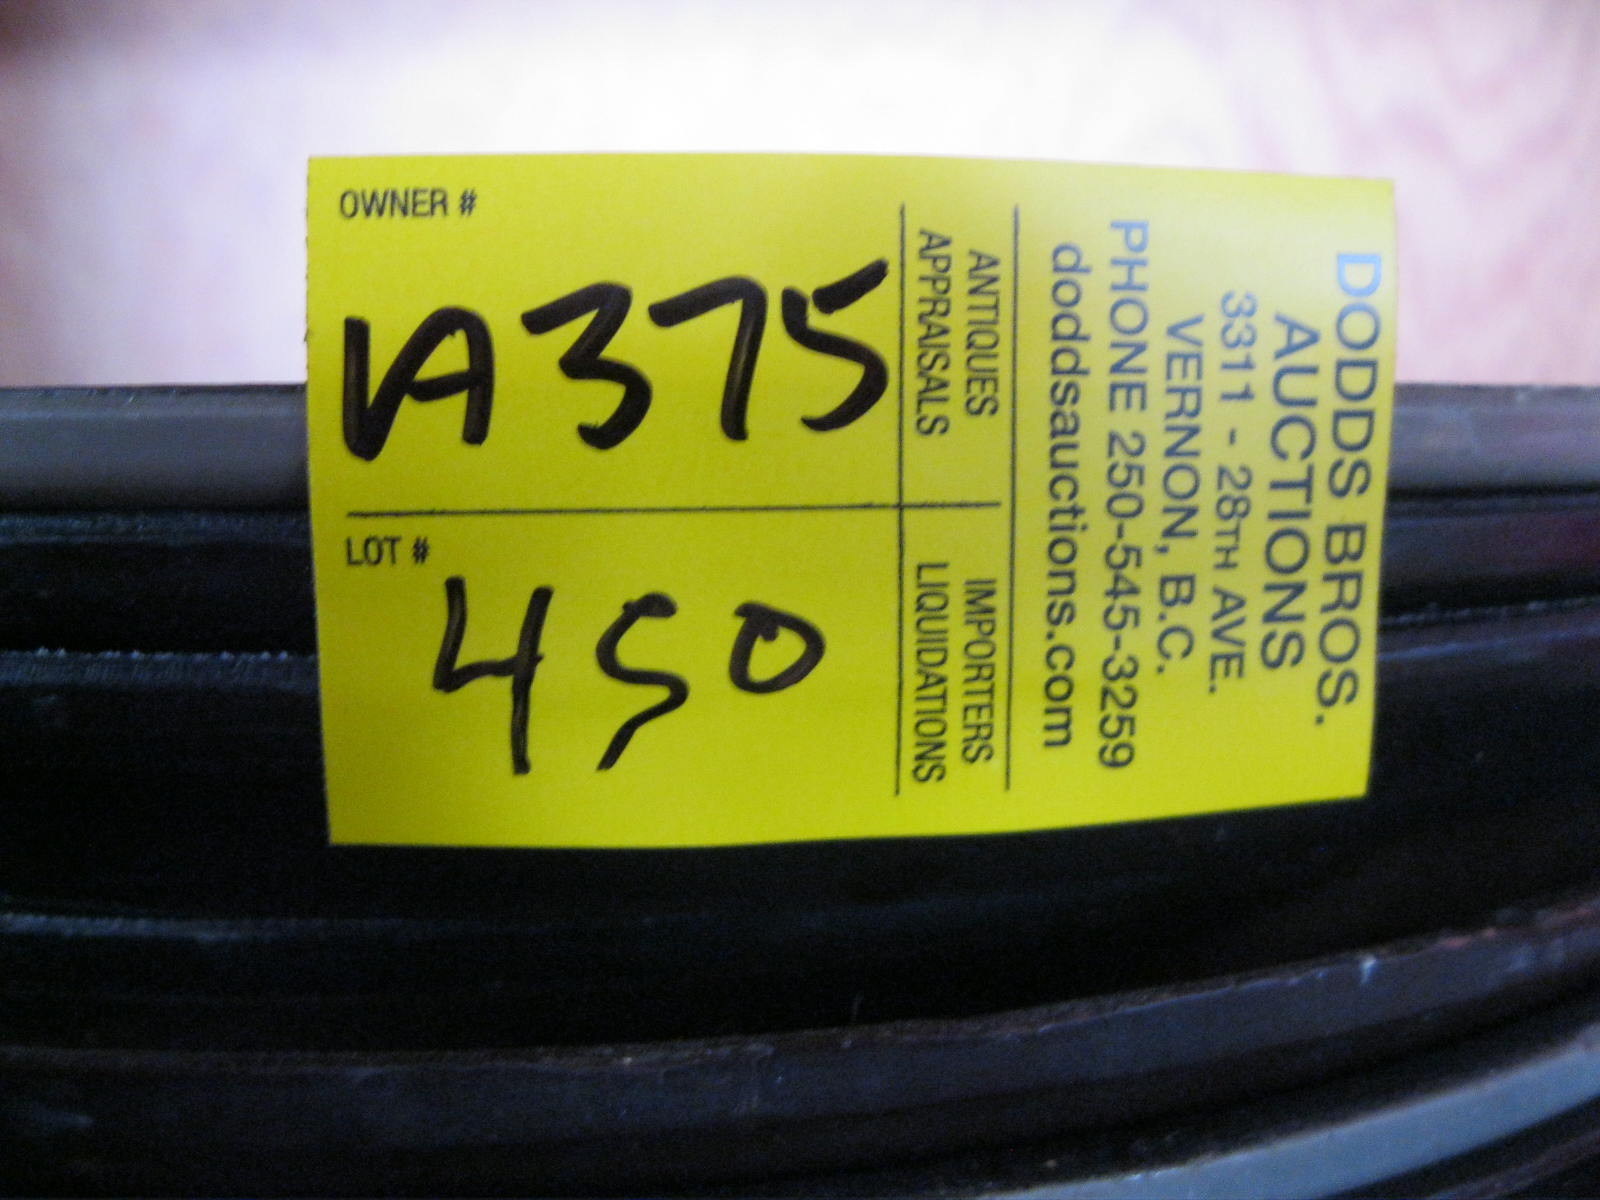 DODDS BROS.
AUCTIONS
3311 - 28TH AVE.
VERNON, B.C.
PHONE 250-545-3259
doddsauctions.com
ANTIQUES
APPRAISALS
IMPORTERS
LIQUIDATIONS
OWNER #
A375
LOT #
450